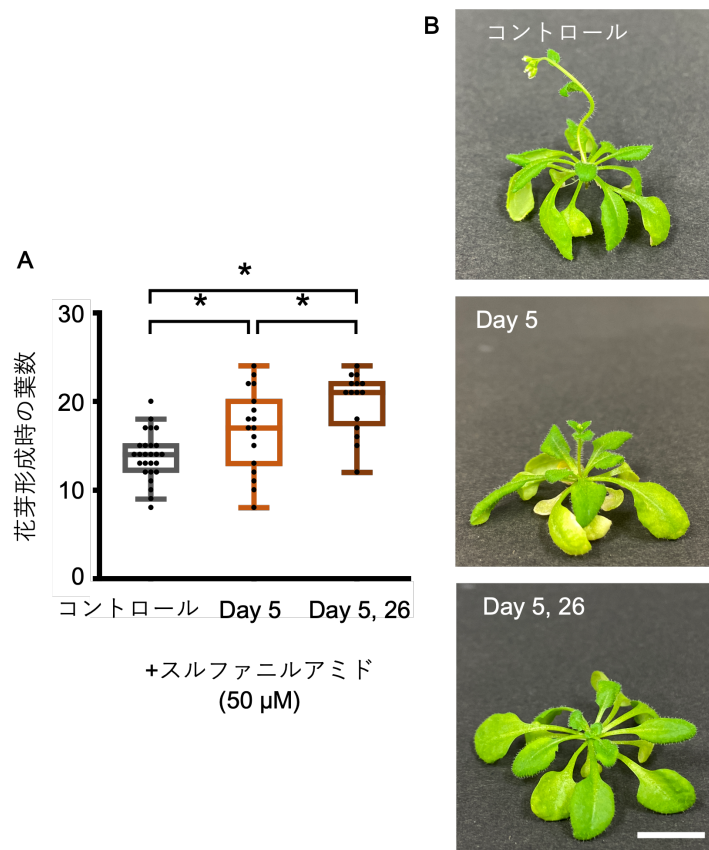 A
*
*
*
30
20
10
0
花芽形成時の葉数
コントロール
Day 5
Day 5, 26
+スルファニルアミド
(50 µM)
B
コントロール
Day 5
Day 5, 26